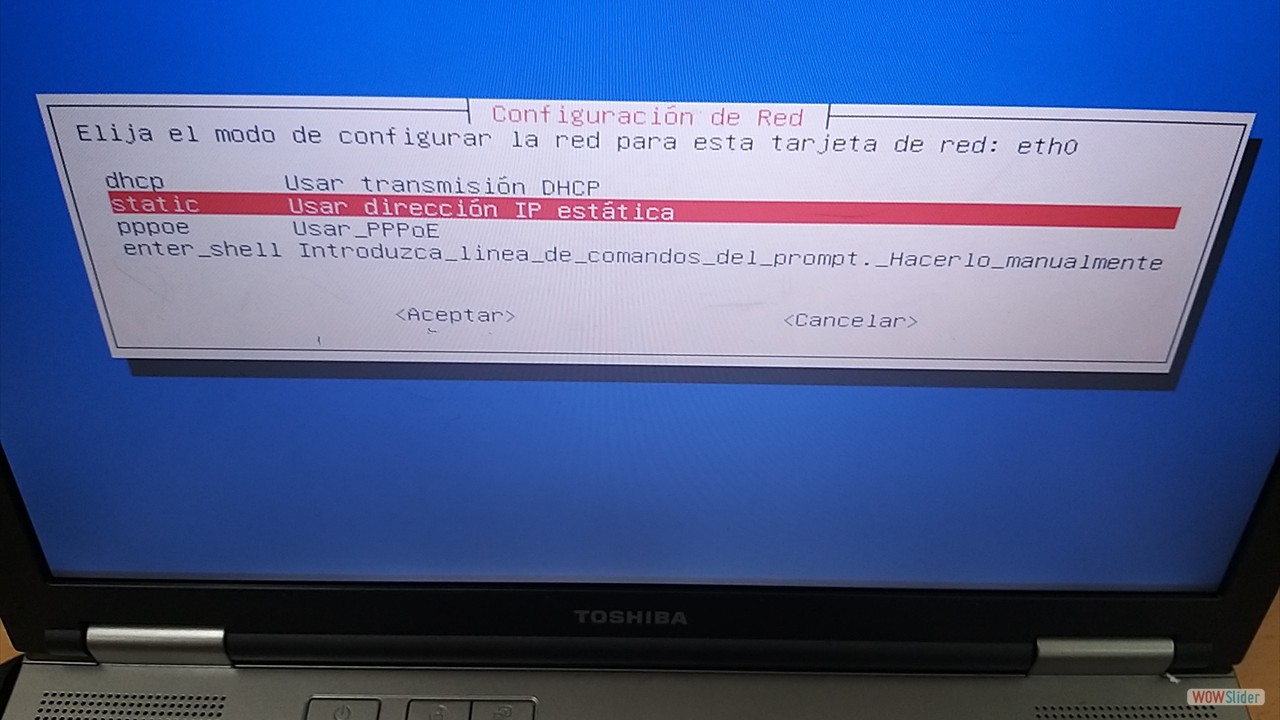 Configuración de Red
Elija el modo de configurar la red para esta tarjeta de red: eth0
dhcp Usar transmisión DHCP
static Usar dirección IP estática
pppoe Usar_PPPoE
enter_shell Introduzca_linea_de_comandos_del_prompt._Hacerlo_manualmente
<Aceptar> <Cancelar>
TOSHIBA
WOWSlider